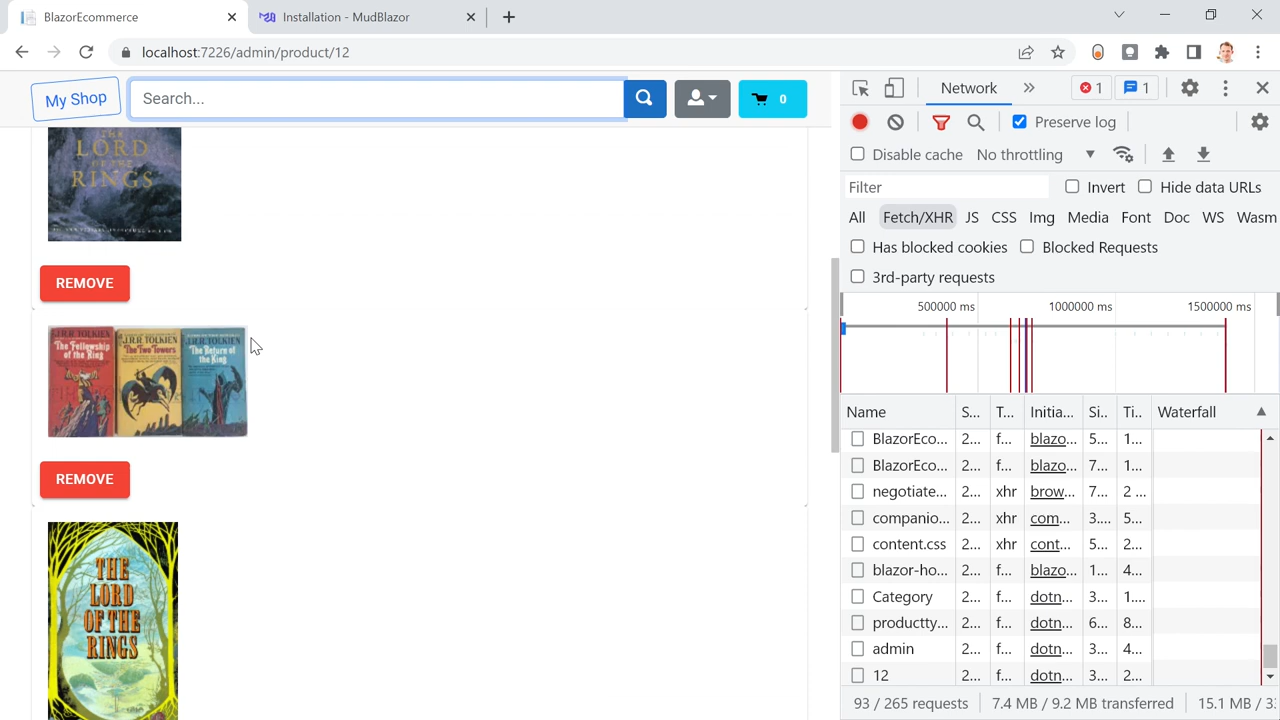 BlazorEcommerce
Installation - MudBlazor
localhost:7226/admin/product/12
My Shop
Search...
0
THE
LORD
OF THE
RINGS
REMOVE
J.R.R. TOLKIEN
The Fellowship
of the Ring
J.R.R. TOLKIEN
The Two Towers
J.R.R. TOLKIEN
The Return of
the King
REMOVE
THE
LORD
OF THE
RINGS
Network
1
1
Preserve log
Disable cache No throttling
Filter
Invert
Hide data URLs
All Fetch/XHR JS CSS Img Media Font Doc WS Wasm
Has blocked cookies
Blocked Requests
3rd-party requests
500000 ms 1000000 ms 1500000 ms
Name S... T... Initia... Si... Ti... Waterfall
BlazorEco... 2... f... blazo... 5... 1...
BlazorEco... 2... f... blazo... 7... 1...
negotiate... 2... xhr brow... 7... 2 ...
companio... 2... xhr com... 3.... 5...
content.css 2... xhr cont... 5... 2...
blazor-ho... 2... f... blazo... 1... 4...
Category 2... f... dotn... 3... 1....
productty... 2... f... dotn... 6... 8...
admin 2... f... dotn... 3... 4...
12 2... f... dotn... 3... 2...
93 / 265 requests 7.4 MB / 9.2 MB transferred 15.1 MB / 3: